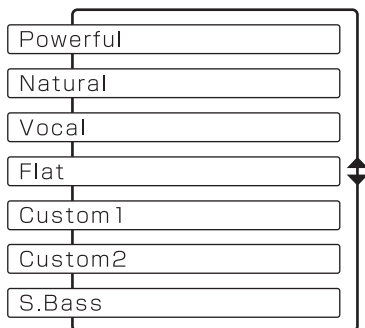 Powerful
Natural
Vocal
Flat
Custom1
Custom2
S.Bass